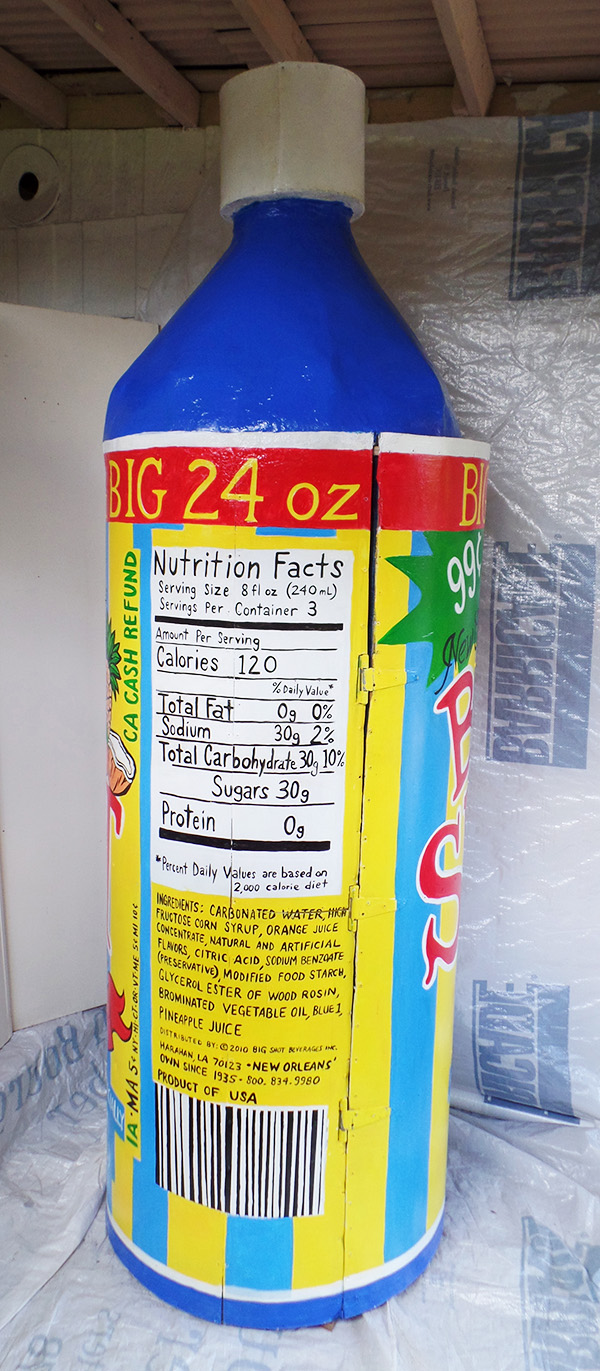 BIG 24 oz
BI
99¢
CA CASH REFUND
Nutrition Facts
Serving Size 8 fl oz (240 mL)
Servings Per Container 3
Amount Per Serving
Calories 120
% Daily Value*
Total Fat 0g 0%
Sodium 30g 2%
Total Carbohydrate 30g 10%
Sugars 30g
Protein 0g
*Percent Daily Values are based on
2,000 calorie diet
INGREDIENTS: CARBONATED WATER, HIGH
FRUCTOSE CORN SYRUP, ORANGE JUICE
CONCENTRATE, NATURAL AND ARTIFICIAL
FLAVORS, CITRIC ACID, SODIUM BENZOATE
(PRESERVATIVE), MODIFIED FOOD STARCH,
GLYCEROL ESTER OF WOOD ROSIN,
BROMINATED VEGETABLE OIL, BLUE 1,
PINEAPPLE JUICE
DISTRIBUTED BY: © 2010 BIG SHOT BEVERAGES INC.
HARAHAN, LA 70123 • NEW ORLEANS'
OWN SINCE 1935 - 800. 834. 9980
PRODUCT OF USA
BARRICADE